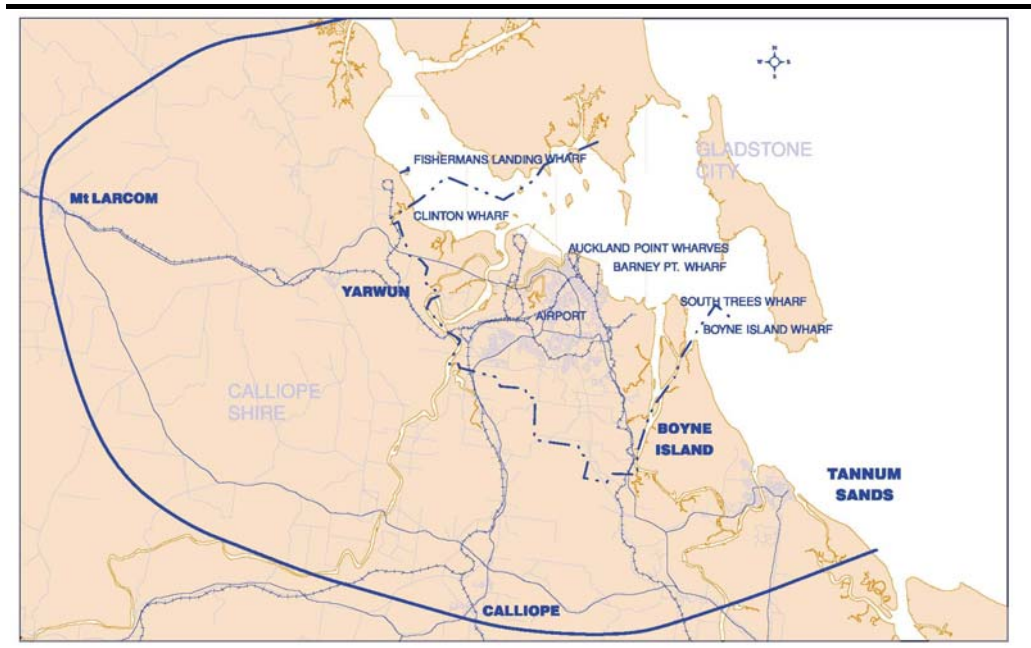 N
W
S
FISHERMANS LANDING WHARF
GLADSTONE
CITY
Mt LARCOM
CLINTON WHARF
AUCKLAND POINT WHARVES
BARNEY PT. WHARF
YARWUN
SOUTH TREES WHARF
AIRPORT
BOYNE ISLAND WHARF
CALLIOPE
SHIRE
BOYNE
ISLAND
TANNUM
SANDS
CALLIOPE